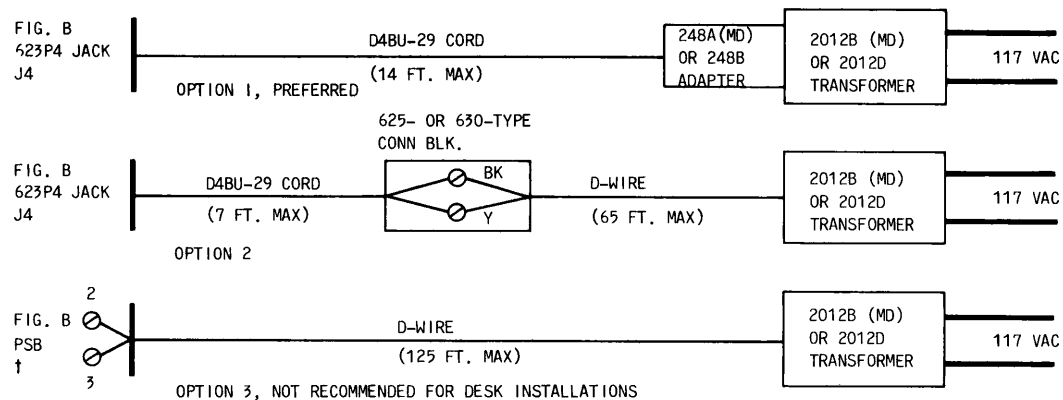 FIG. B
623P4 JACK
J4
D4BU-29 CORD
(14 FT. MAX)
OPTION 1, PREFERRED
248A(MD)
OR 248B
ADAPTER
2012B (MD)
OR 2012D
TRANSFORMER
117 VAC
625- OR 630-TYPE
CONN BLK.
FIG. B
623P4 JACK
J4
D4BU-29 CORD
(7 FT. MAX)
BK
Y
D-WIRE
(65 FT. MAX)
2012B (MD)
OR 2012D
TRANSFORMER
117 VAC
OPTION 2
2
FIG. B
PSB
†
3
D-WIRE
(125 FT. MAX)
2012B (MD)
OR 2012D
TRANSFORMER
117 VAC
OPTION 3, NOT RECOMMENDED FOR DESK INSTALLATIONS